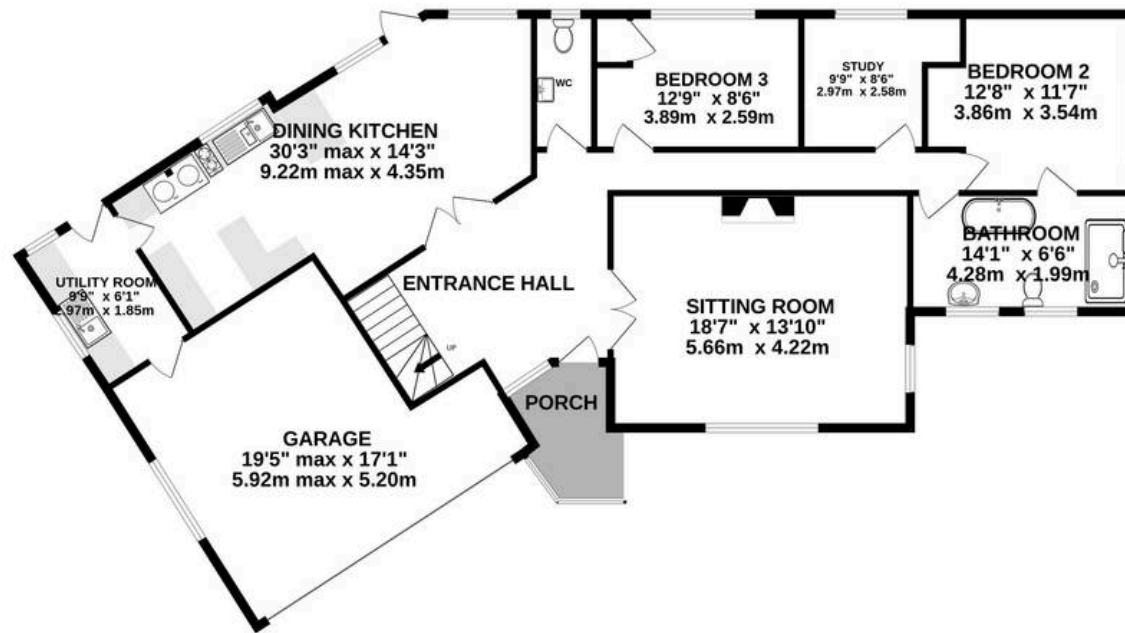 DINING KITCHEN
30'3" max x 14'3"
9.22m max x 4.35m
WC
BEDROOM 3
12'9" x 8'6"
3.89m x 2.59m
STUDY
9'9" x 8'6"
2.97m x 2.58m
BEDROOM 2
12'8" x 11'7"
3.86m x 3.54m
UTILITY ROOM
9'9" x 6'1"
2.97m x 1.85m
ENTRANCE HALL
UP
SITTING ROOM
18'7" x 13'10"
5.66m x 4.22m
BATHROOM
14'1" x 6'6"
4.28m x 1.99m
PORCH
GARAGE
19'5" max x 17'1"
5.92m max x 5.20m